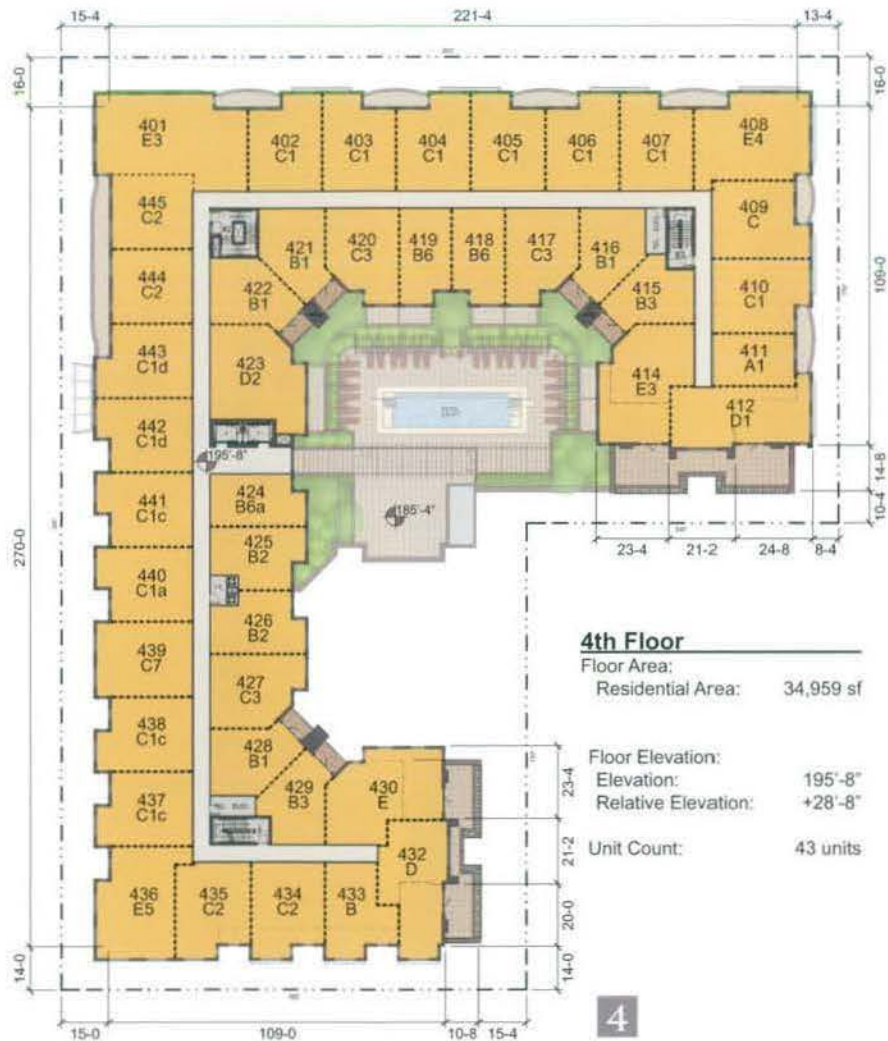 15-4
221-4
13-4
16-0
16-0
401
E3
402
C1
403
C1
404
C1
405
C1
406
C1
407
C1
408
E4
445
C2
409
C
421
B1
420
C3
419
B6
418
B6
417
C3
416
B1
109-0
444
C2
422
B1
415
B3
410
C1
443
C1d
423
D2
414
E3
411
A1
412
D1
442
C1d
195'-8"
14-8
441
C1c
424
B6a
185'-4"
10-4
270-0
425
B2
23-4
21-2
24-8
8-4
440
C1a
426
B2
439
C7
427
C3
4th Floor
Floor Area:
Residential Area: 34,959 sf
438
C1c
428
B1
Floor Elevation:
Elevation: 195'-8"
Relative Elevation: +28'-8"
23-4
437
C1c
429
B3
430
E
Unit Count: 43 units
21-2
432
D
436
E5
435
C2
434
C2
433
B
20-0
14-0
14-0
4
15-0
109-0
10-8
15-4